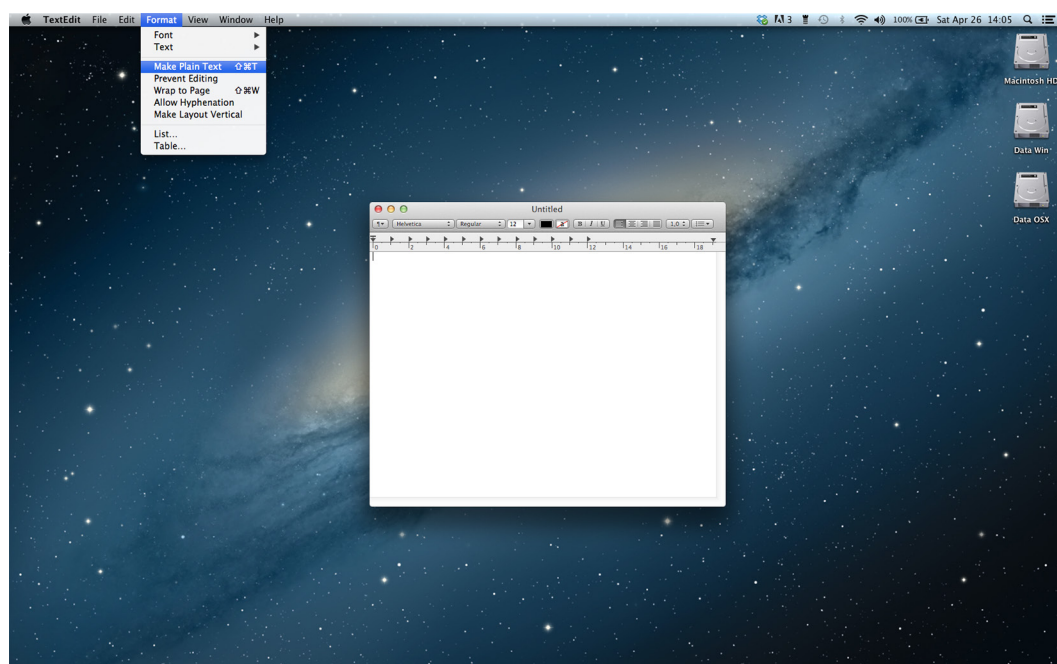 TextEdit File Edit Format View Window Help 3 100% Sat Apr 26 14:05
Font
Text
Make Plain Text ⇧⌘T
Prevent Editing
Wrap to Page ⇧⌘W
Allow Hyphenation
Make Layout Vertical
List...
Table...
Macintosh HD
Data Win
Data OSX
Untitled
¶ Helvetica Regular 12 a B I U 1,0
0 2 4 6 8 10 12 14 16 18